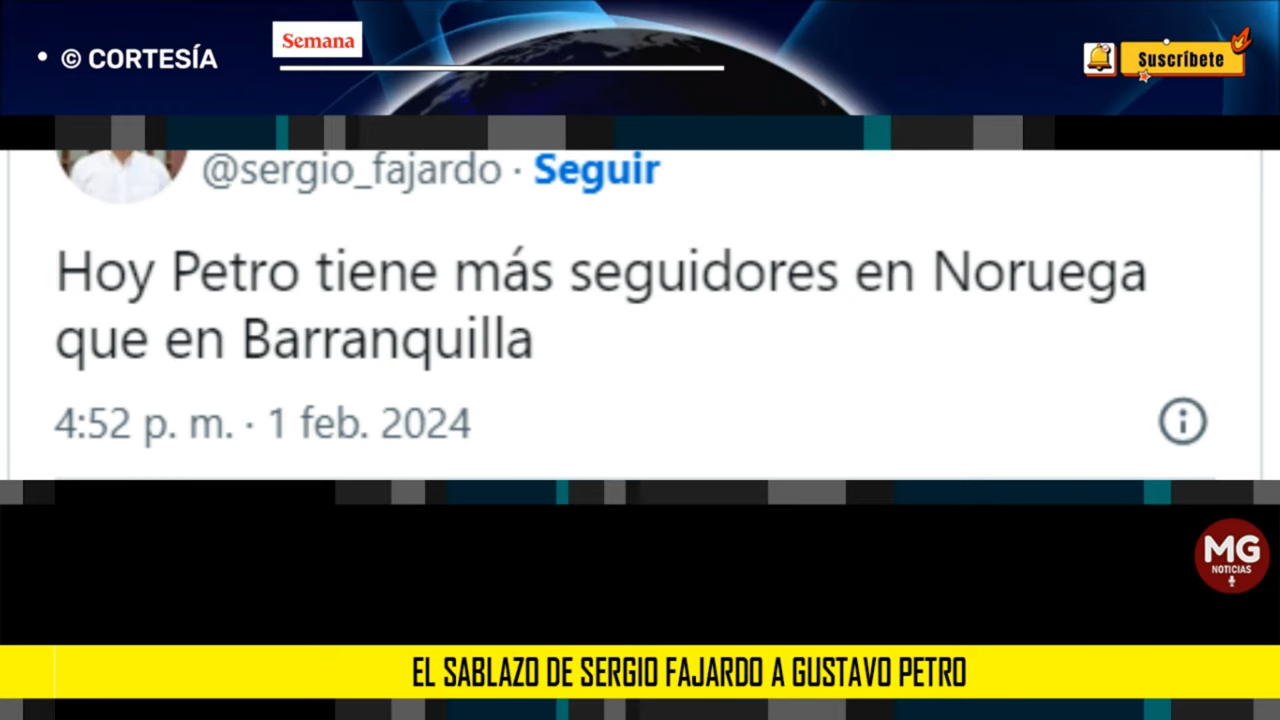 • © CORTESÍA
Semana
Suscríbete
@sergio_fajardo · Seguir
Hoy Petro tiene más seguidores en Noruega
que en Barranquilla
4:52 p. m. · 1 feb. 2024
MG
NOTICIAS
EL SABLAZO DE SERGIO FAJARDO A GUSTAVO PETRO